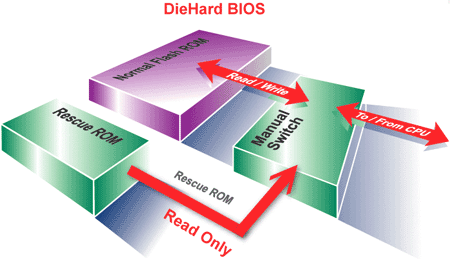 DieHard BIOS
Normal Flash ROM
Read / Write
Rescue ROM
Manual
Switch
To / From CPU
Rescue ROM
Read Only